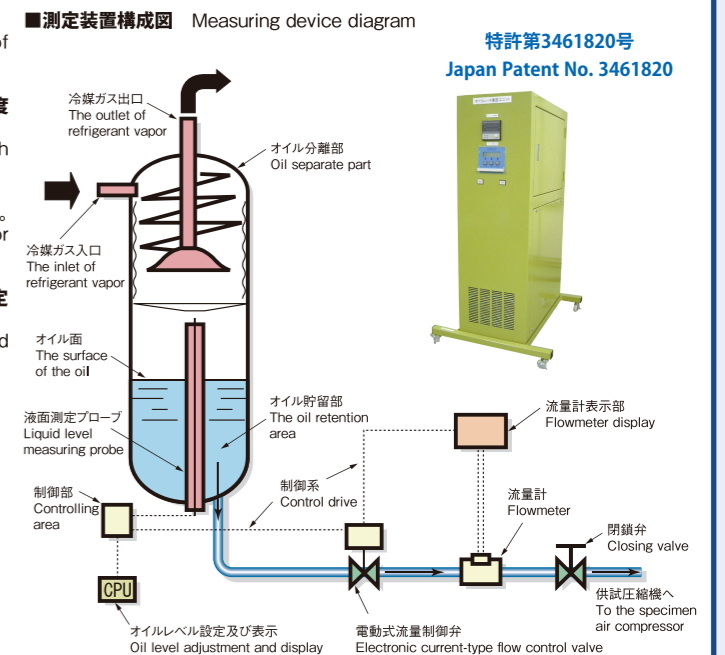 ■測定装置構成図 Measuring device diagram
特許第3461820号
Japan Patent No. 3461820
of
度
h
。
or
定
d
冷媒ガス出口
The outlet of
refrigerant vapor
オイル分離部
Oil separate part
冷媒ガス入口
The inlet of
refrigerant vapor
オイル面
The surface
of the oil
液面測定プローブ
Liquid level
measuring probe
オイル貯留部
The oil retention
area
流量計表示部
Flowmeter display
制御部
Controlling
area
制御系
Control drive
流量計
Flowmeter
閉鎖弁
Closing valve
CPU
供試圧縮機へ
To the specimen
air compressor
オイルレベル設定及び表示
Oil level adjustment and display
電動式流量制御弁
Electronic current-type flow control valve